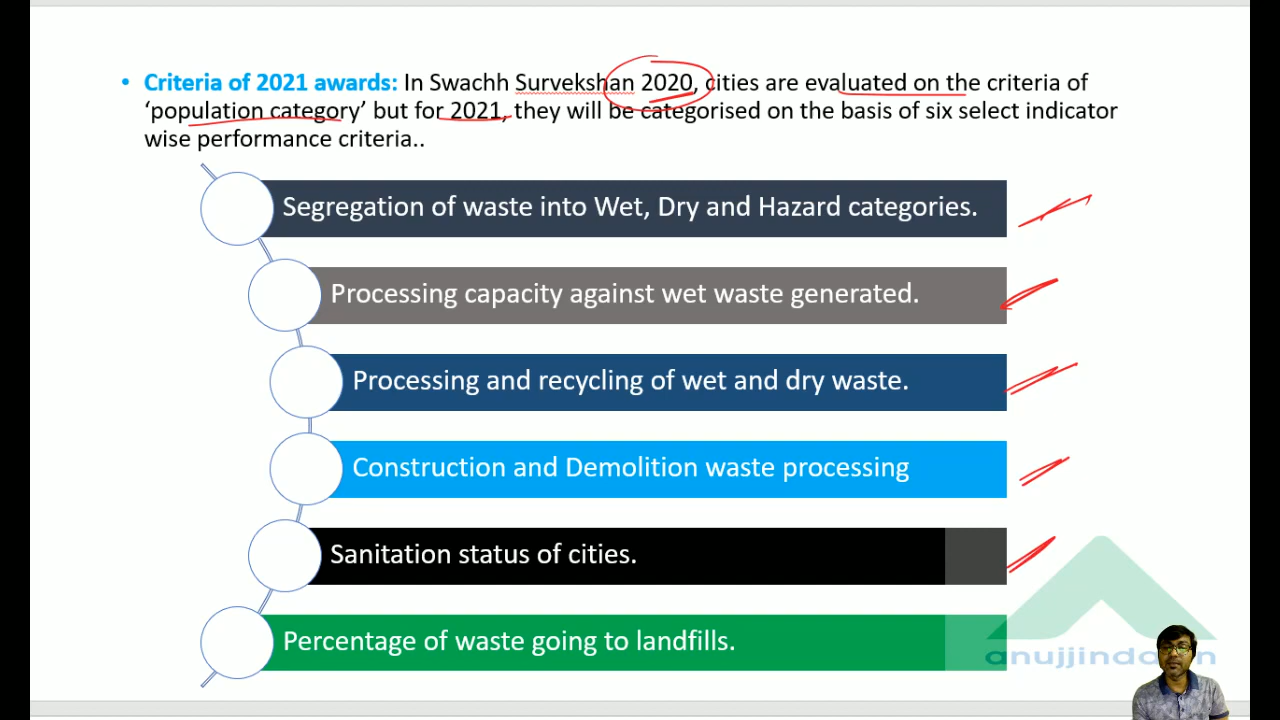 • Criteria of 2021 awards: In Swachh Survekshan 2020, cities are evaluated on the criteria of
‘population category’ but for 2021, they will be categorised on the basis of six select indicator
wise performance criteria..
Segregation of waste into Wet, Dry and Hazard categories.
Processing capacity against wet waste generated.
Processing and recycling of wet and dry waste.
Construction and Demolition waste processing
Sanitation status of cities.
Percentage of waste going to landfills.